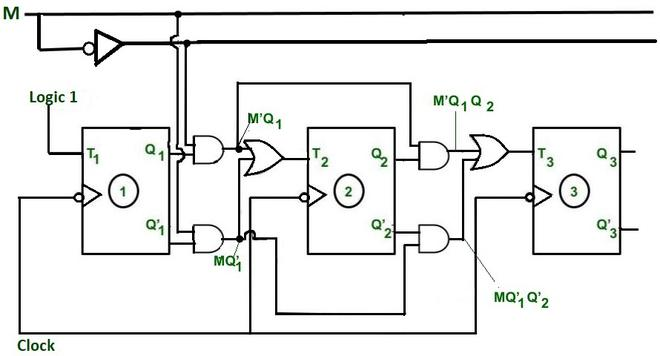 M
Logic 1
M'Q1
M'Q1 Q2
T1
Q1
T2
Q2
T3
Q3
1
2
3
Q'1
Q'2
Q'3
MQ'1
MQ'1 Q'2
Clock